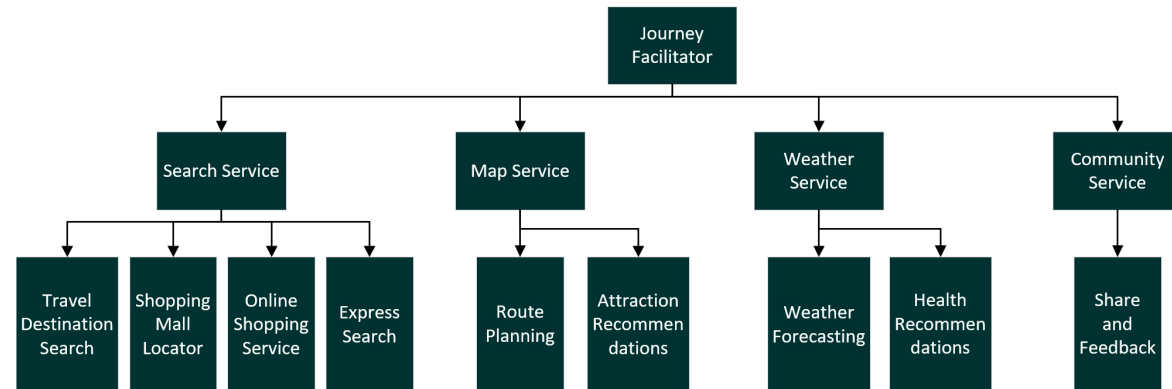 Journey
Facilitator
Search Service
Map Service
Weather
Service
Community
Service
Travel
Destination
Search
Shopping
Mall
Locator
Online
Shopping
Service
Express
Search
Route
Planning
Attraction
Recommen
dations
Weather
Forecasting
Health
Recommen
dations
Share
and
Feedback